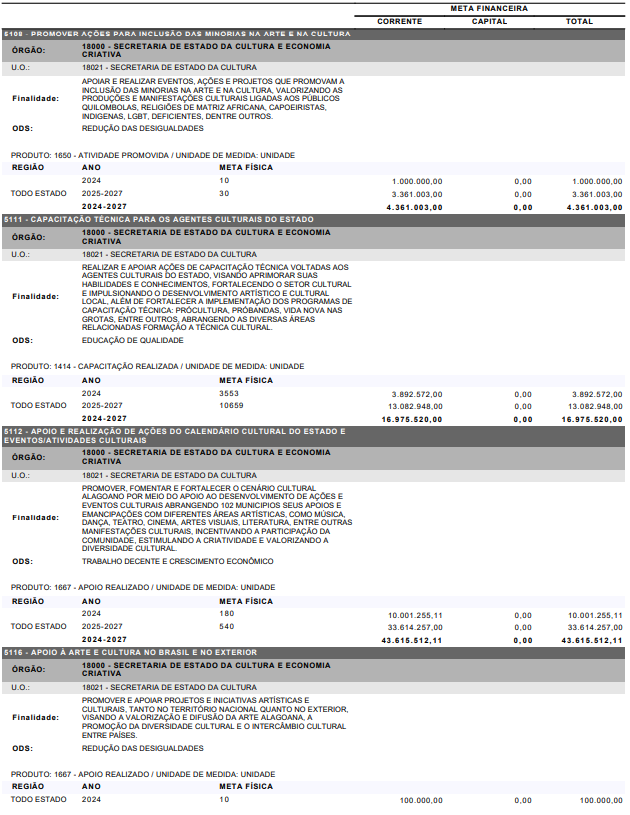 META FINANCEIRA
CORRENTE CAPITAL TOTAL
5108 - PROMOVER AÇÕES PARA INCLUSÃO DAS MINORIAS NA ARTE E NA CULTURA
ÓRGÃO: 18000 - SECRETARIA DE ESTADO DA CULTURA E ECONOMIA
CRIATIVA
U.O.: 18021 - SECRETARIA DE ESTADO DA CULTURA
Finalidade: APOIAR E REALIZAR EVENTOS, AÇÕES E PROJETOS QUE PROMOVAM A
INCLUSÃO DAS MINORIAS NA ARTE E NA CULTURA, VALORIZANDO AS
PRODUÇÕES E MANIFESTAÇÕES CULTURAIS LIGADAS AOS PÚBLICOS
QUILOMBOLAS, RELIGIÕES DE MATRIZ AFRICANA, CAPOEIRISTAS,
INDIGENAS, LGBT, DEFICIENTES, DENTRE OUTROS.
ODS: REDUÇÃO DAS DESIGUALDADES
PRODUTO: 1650 - ATIVIDADE PROMOVIDA / UNIDADE DE MEDIDA: UNIDADE
REGIÃO ANO META FÍSICA
2024 10 1.000.000,00 0,00 1.000.000,00
TODO ESTADO 2025-2027 30 3.361.003,00 0,00 3.361.003,00
2024-2027 4.361.003,00 0,00 4.361.003,00
5111 - CAPACITAÇÃO TÉCNICA PARA OS AGENTES CULTURAIS DO ESTADO
ÓRGÃO: 18000 - SECRETARIA DE ESTADO DA CULTURA E ECONOMIA
CRIATIVA
U.O.: 18021 - SECRETARIA DE ESTADO DA CULTURA
Finalidade: REALIZAR E APOIAR AÇÕES DE CAPACITAÇÃO TÉCNICA VOLTADAS AOS
AGENTES CULTURAIS DO ESTADO, VISANDO APRIMORAR SUAS
HABILIDADES E CONHECIMENTOS, FORTALECENDO O SETOR CULTURAL
E IMPULSIONANDO O DESENVOLVIMENTO ARTÍSTICO E CULTURAL
LOCAL, ALÉM DE FORTALECER A IMPLEMENTAÇÃO DOS PROGRAMAS DE
CAPACITAÇÃO TÉCNICA: PRÓCULTURA, PRÓBANDAS, VIDA NOVA NAS
GROTAS, ENTRE OUTROS, ABRANGENDO AS DIVERSAS ÁREAS
RELACIONADAS FORMAÇÃO A TÉCNICA CULTURAL.
ODS: EDUCAÇÃO DE QUALIDADE
PRODUTO: 1414 - CAPACITAÇÃO REALIZADA / UNIDADE DE MEDIDA: UNIDADE
REGIÃO ANO META FÍSICA
2024 3553 3.892.572,00 0,00 3.892.572,00
TODO ESTADO 2025-2027 10659 13.082.948,00 0,00 13.082.948,00
2024-2027 16.975.520,00 0,00 16.975.520,00
5112 - APOIO E REALIZAÇÃO DE AÇÕES DO CALENDÁRIO CULTURAL DO ESTADO E
EVENTOS/ATIVIDADES CULTURAIS
ÓRGÃO: 18000 - SECRETARIA DE ESTADO DA CULTURA E ECONOMIA
CRIATIVA
U.O.: 18021 - SECRETARIA DE ESTADO DA CULTURA
Finalidade: PROMOVER, FOMENTAR E FORTALECER O CENÁRIO CULTURAL
ALAGOANO POR MEIO DO APOIO AO DESENVOLVIMENTO DE AÇÕES E
EVENTOS CULTURAIS ABRANGENDO 102 MUNICIPIOS SEUS APOIOS E
EMANCIPAÇÕES COM DIFERENTES ÁREAS ARTÍSTICAS, COMO MÚSICA,
DANÇA, TEATRO, CINEMA, ARTES VISUAIS, LITERATURA, ENTRE OUTRAS
MANIFESTAÇÕES CULTURAIS, INCENTIVANDO A PARTICIPAÇÃO DA
COMUNIDADE, ESTIMULANDO A CRIATIVIDADE E VALORIZANDO A
DIVERSIDADE CULTURAL.
ODS: TRABALHO DECENTE E CRESCIMENTO ECONÔMICO
PRODUTO: 1667 - APOIO REALIZADO / UNIDADE DE MEDIDA: UNIDADE
REGIÃO ANO META FÍSICA
2024 180 10.001.255,11 0,00 10.001.255,11
TODO ESTADO 2025-2027 540 33.614.257,00 0,00 33.614.257,00
2024-2027 43.615.512,11 0,00 43.615.512,11
5116 - APOIO À ARTE E CULTURA NO BRASIL E NO EXTERIOR
ÓRGÃO: 18000 - SECRETARIA DE ESTADO DA CULTURA E ECONOMIA
CRIATIVA
U.O.: 18021 - SECRETARIA DE ESTADO DA CULTURA
Finalidade: PROMOVER E APOIAR PROJETOS E INICIATIVAS ARTÍSTICAS E
CULTURAIS, TANTO NO TERRITÓRIO NACIONAL QUANTO NO EXTERIOR,
VISANDO A VALORIZAÇÃO E DIFUSÃO DA ARTE ALAGOANA, A
PROMOÇÃO DA DIVERSIDADE CULTURAL E O INTERCÂMBIO CULTURAL
ENTRE PAÍSES.
ODS: REDUÇÃO DAS DESIGUALDADES
PRODUTO: 1667 - APOIO REALIZADO / UNIDADE DE MEDIDA: UNIDADE
REGIÃO ANO META FÍSICA
TODO ESTADO 2024 10 100.000,00 0,00 100.000,00